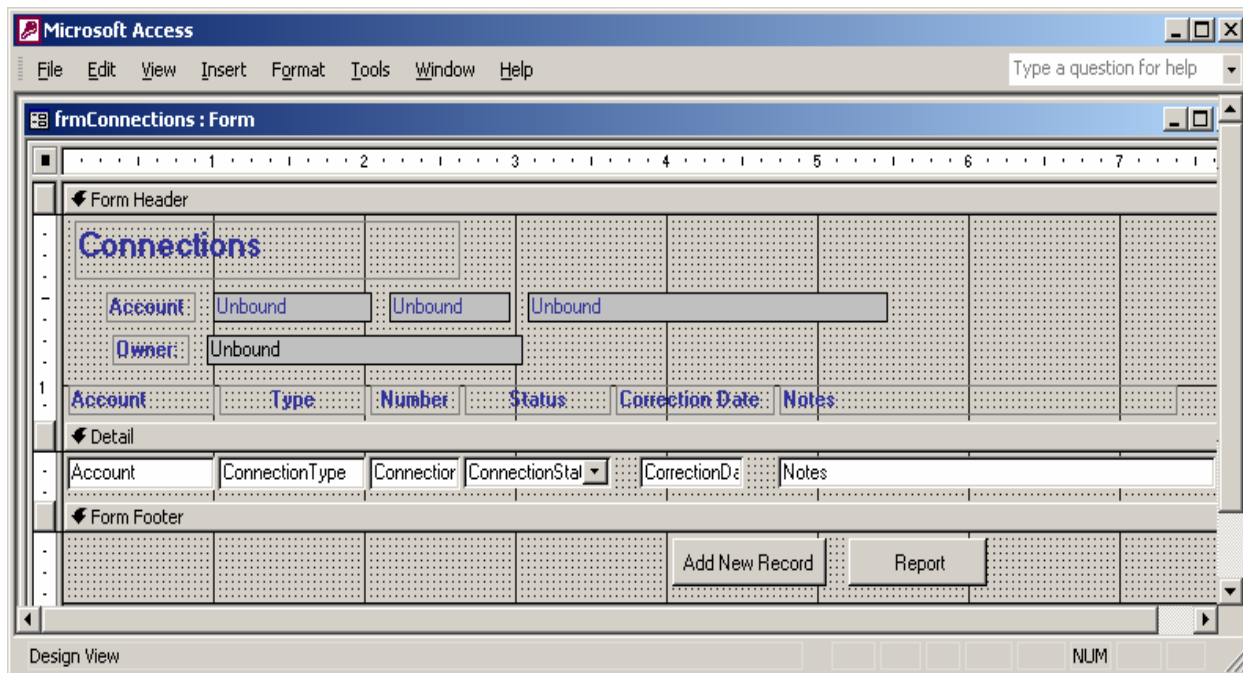 Microsoft Access
File Edit View Insert Format Tools Window Help Type a question for help
frmConnections : Form
1 2 3 4 5 6 7
Form Header
Connections
Account Unbound Unbound Unbound
Owner: Unbound
1
Account Type Number Status Correction Date Notes
Detail
Account ConnectionType Connection ConnectionStat CorrectionDa Notes
Form Footer
Add New Record Report
Design View NUM